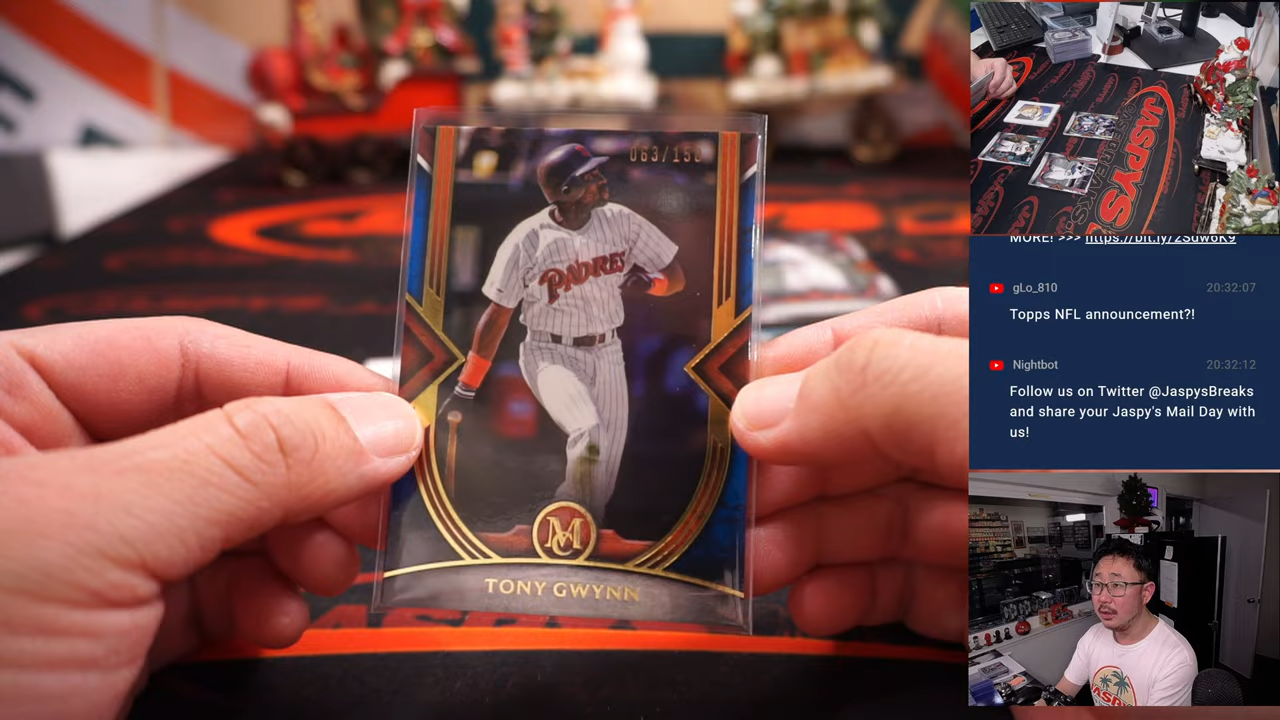 063/150
PADRES
MC
TONY GWYNN
JASPYS
MORE! >>> https://bit.ly/2Sdw6K9
gLo_810 20:32:07
Topps NFL announcement?!
Nightbot 20:32:12
Follow us on Twitter @JaspysBreaks
and share your Jaspy's Mail Day with
us!